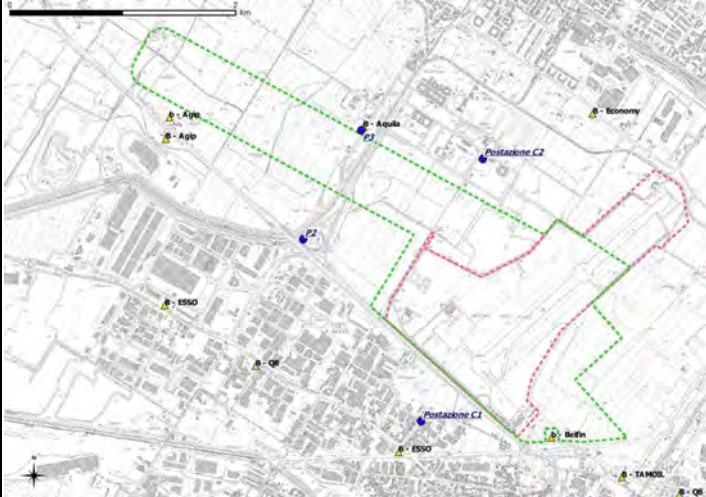 0 2
km
b - Agip
B - Agip
B - Aquila
P3
B - Economy
Postazione C2
P2
B - ESSO
B - Q8
Postazione C1
B - ESSO
b - Belfin
B - TAMOIL
B - Q8
N